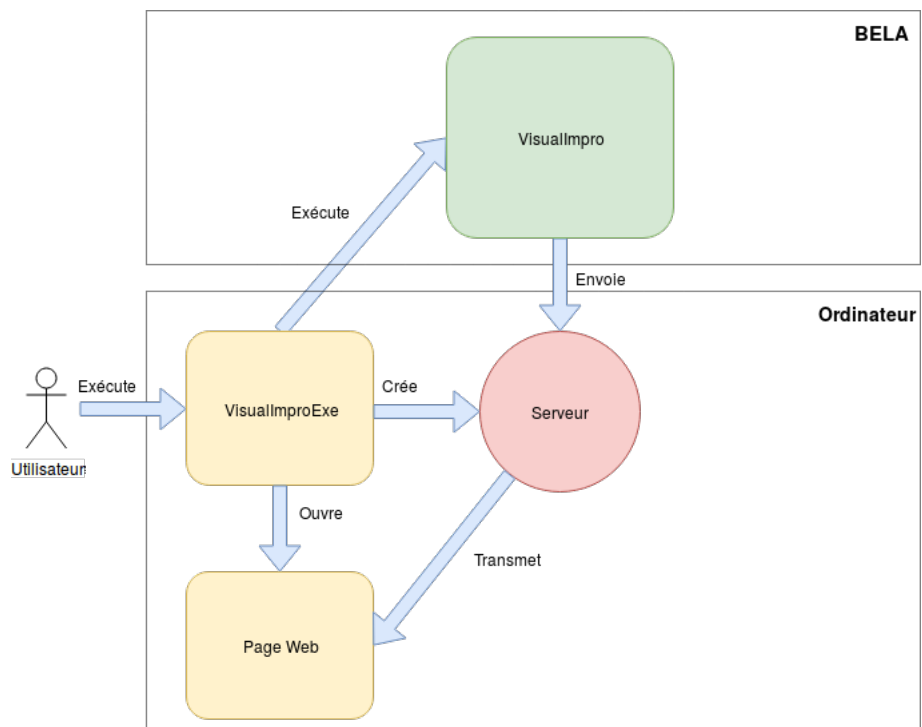 BELA
VisualImpro
Exécute
Envoie
Ordinateur
Exécute
Crée
VisualImproExe
Serveur
Utilisateur
Ouvre
Transmet
Page Web